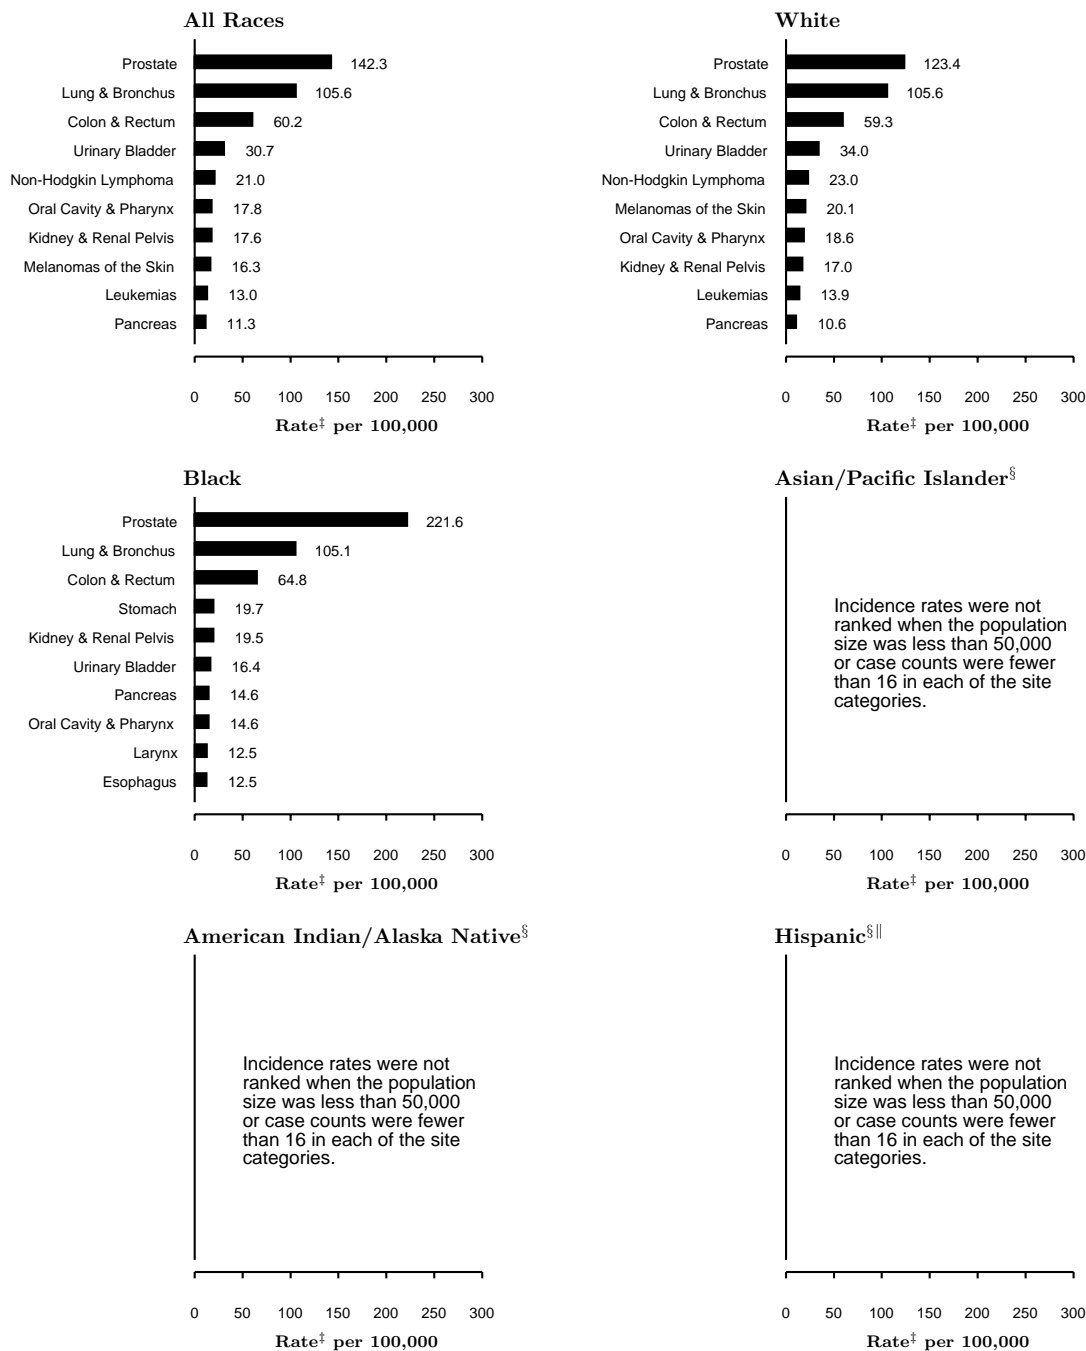 All Races
Prostate 142.3
Lung & Bronchus 105.6
Colon & Rectum 60.2
Urinary Bladder 30.7
Non-Hodgkin Lymphoma 21.0
Oral Cavity & Pharynx 17.8
Kidney & Renal Pelvis 17.6
Melanomas of the Skin 16.3
Leukemias 13.0
Pancreas 11.3
0 50 100 150 200 250 300
Rate‡ per 100,000
White
Prostate 123.4
Lung & Bronchus 105.6
Colon & Rectum 59.3
Urinary Bladder 34.0
Non-Hodgkin Lymphoma 23.0
Melanomas of the Skin 20.1
Oral Cavity & Pharynx 18.6
Kidney & Renal Pelvis 17.0
Leukemias 13.9
Pancreas 10.6
0 50 100 150 200 250 300
Rate‡ per 100,000
Black
Prostate 221.6
Lung & Bronchus 105.1
Colon & Rectum 64.8
Stomach 19.7
Kidney & Renal Pelvis 19.5
Urinary Bladder 16.4
Pancreas 14.6
Oral Cavity & Pharynx 14.6
Larynx 12.5
Esophagus 12.5
0 50 100 150 200 250 300
Rate‡ per 100,000
Asian/Pacific Islander§
Incidence rates were not
ranked when the population
size was less than 50,000
or case counts were fewer
than 16 in each of the site
categories.
0 50 100 150 200 250 300
Rate‡ per 100,000
American Indian/Alaska Native§
Incidence rates were not
ranked when the population
size was less than 50,000
or case counts were fewer
than 16 in each of the site
categories.
0 50 100 150 200 250 300
Rate‡ per 100,000
Hispanic§‖
Incidence rates were not
ranked when the population
size was less than 50,000
or case counts were fewer
than 16 in each of the site
categories.
0 50 100 150 200 250 300
Rate‡ per 100,000